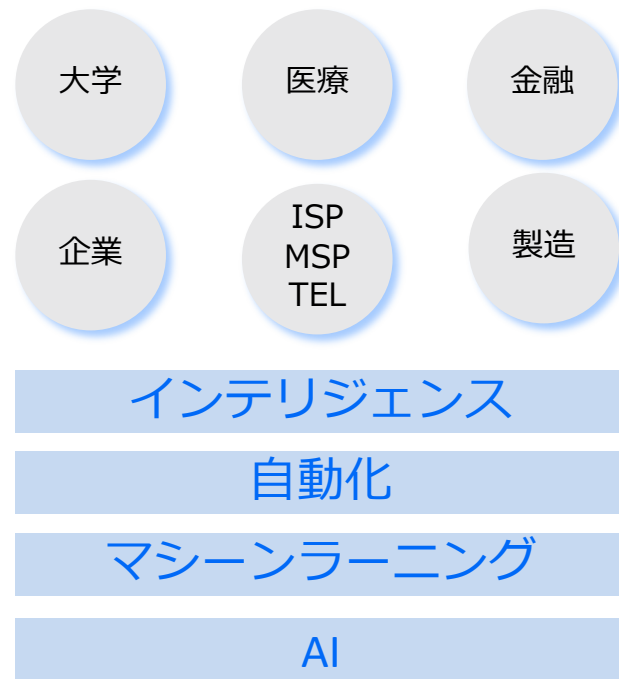 大学
医療
金融
企業
ISP
MSP
TEL
製造
インテリジェンス
自動化
マシーンラーニング
AI